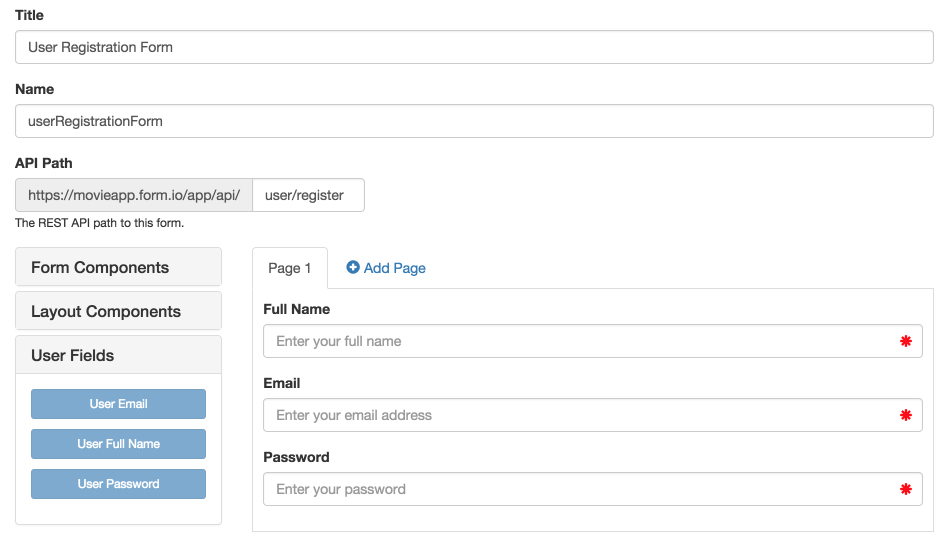 Title
User Registration Form
Name
userRegistrationForm
API Path
https://movieapp.form.io/app/api/ user/register
The REST API path to this form.
Form Components
Layout Components
User Fields
User Email
User Full Name
User Password
Page 1 Add Page
Full Name
Enter your full name
Email
Enter your email address
Password
Enter your password